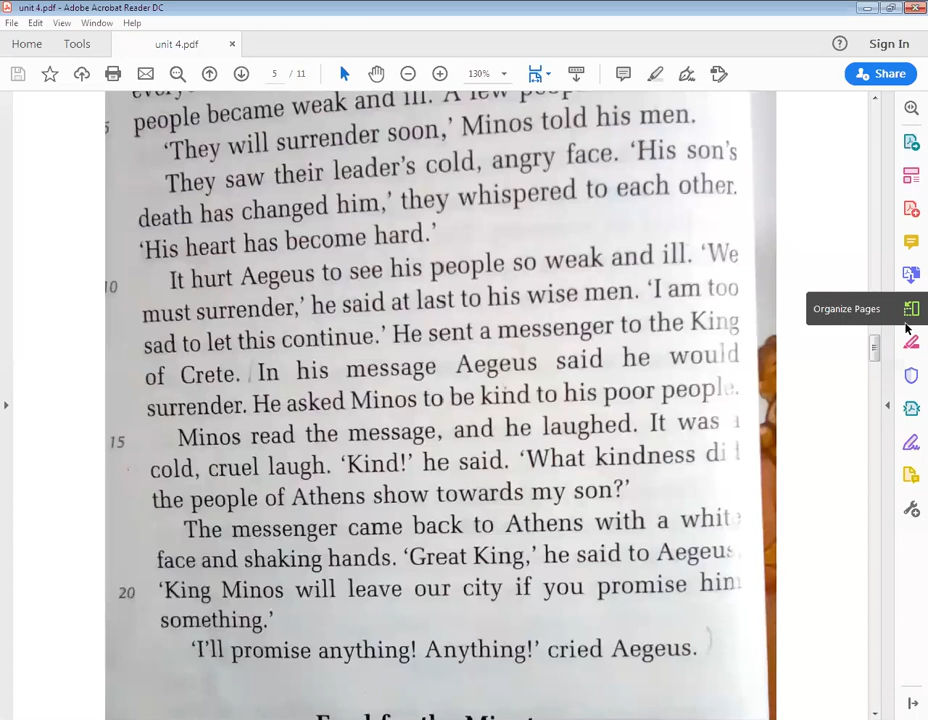 unit 4.pdf - Adobe Acrobat Reader DC
File Edit View Window Help
Home Tools unit 4.pdf × Sign In
5 / 11 130% Share
people became weak and ill. A few
'They will surrender soon,' Minos told his men.
They saw their leader's cold, angry face. 'His son's
death has changed him,' they whispered to each other.
'His heart has become hard.'
10 It hurt Aegeus to see his people so weak and ill. 'We
must surrender,' he said at last to his wise men. 'I am too
sad to let this continue.' He sent a messenger to the King
of Crete. In his message Aegeus said he would
surrender. He asked Minos to be kind to his poor people.
15 Minos read the message, and he laughed. It was a
cold, cruel laugh. 'Kind!' he said. 'What kindness did
the people of Athens show towards my son?'
The messenger came back to Athens with a white
face and shaking hands. 'Great King,' he said to Aegeus
20 'King Minos will leave our city if you promise him
something.'
'I'll promise anything! Anything!' cried Aegeus.
Organize Pages